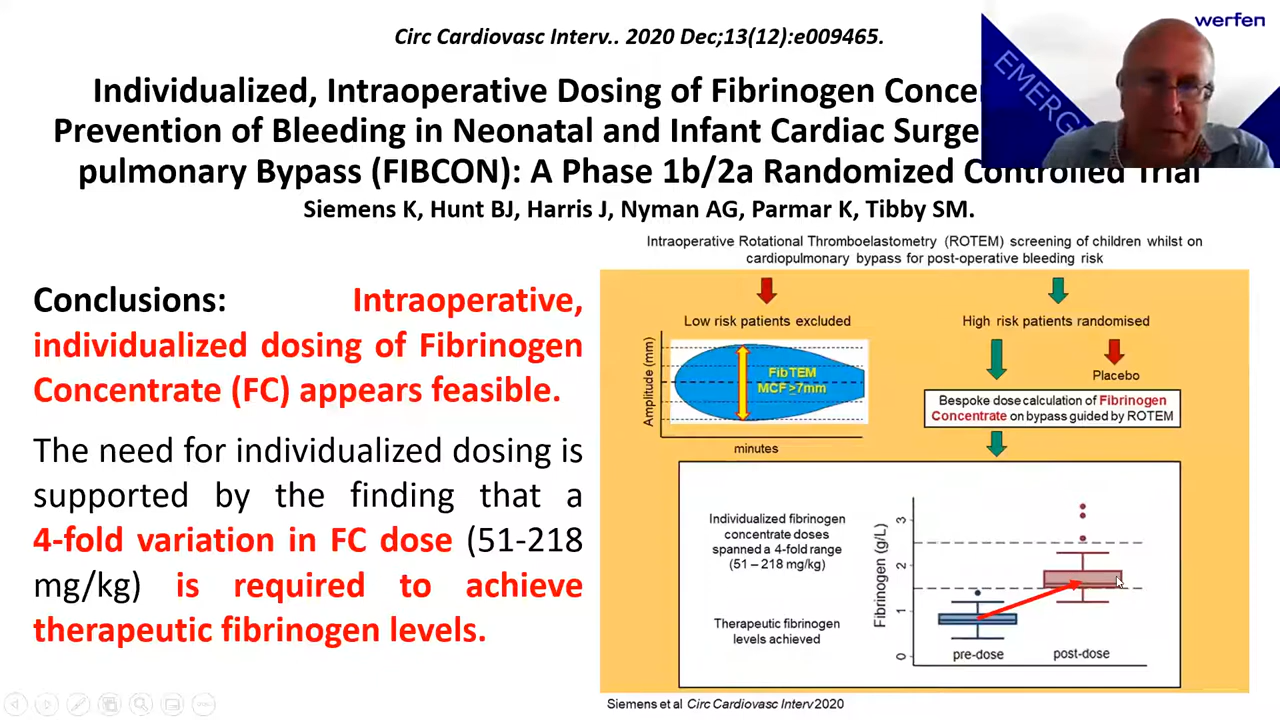 werfen
EMERG
Circ Cardiovasc Interv.. 2020 Dec;13(12):e009465.
Individualized, Intraoperative Dosing of Fibrinogen Conce
Prevention of Bleeding in Neonatal and Infant Cardiac Surge
pulmonary Bypass (FIBCON): A Phase 1b/2a Randomized Controlled Trial
Siemens K, Hunt BJ, Harris J, Nyman AG, Parmar K, Tibby SM.
Conclusions: Intraoperative,
individualized dosing of Fibrinogen
Concentrate (FC) appears feasible.
The need for individualized dosing is
supported by the finding that a
4-fold variation in FC dose (51-218
mg/kg) is required to achieve
therapeutic fibrinogen levels.
Intraoperative Rotational Thromboelastometry (ROTEM) screening of children whilst on
cardiopulmonary bypass for post-operative bleeding risk
Low risk patients excluded
High risk patients randomised
Amplitude (mm)
FibTEM
MCF ≥7mm
minutes
Placebo
Bespoke dose calculation of Fibrinogen
Concentrate on bypass guided by ROTEM
Individualized fibrinogen
concentrate doses
spanned a 4-fold range
(51 – 218 mg/kg)
Therapeutic fibrinogen
levels achieved
Fibrinogen (g/L)
3
2
1
0
pre-dose
post-dose
Siemens et al Circ Cardiovasc Interv 2020